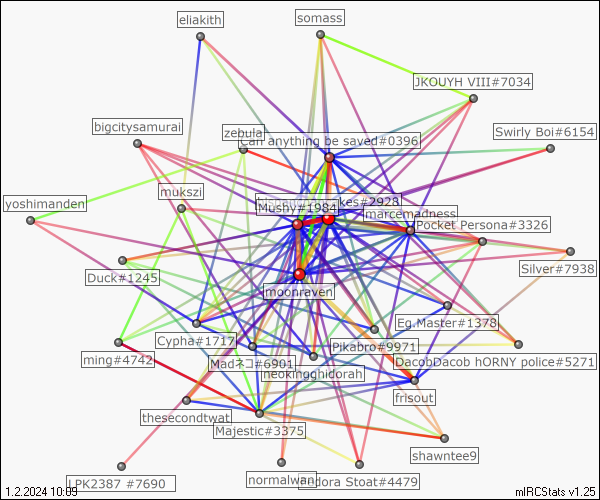 eliakith
somass
JKOUYH VIII#7034
bigcitysamurai
zebula
Can anything be saved#0396
Swirly Boi#6154
mukszi
yoshimanden
kes#2928
Mushy#1984
marcemadness
Pocket Persona#3326
Silver#7938
Duck#1245
moonraven
Eg.Master#1378
Cypha#1717
Pikabro#9971
ming#4742
Madネコ#6901
DacobDacob hORNY police#5271
neokingghidorah
frisout
thesecondtwat
Majestic#3375
shawntee9
LPK2387 #7690
normalwan
ndora Stoat#4479
1.2.2024 10:09
mIRCStats v1.25